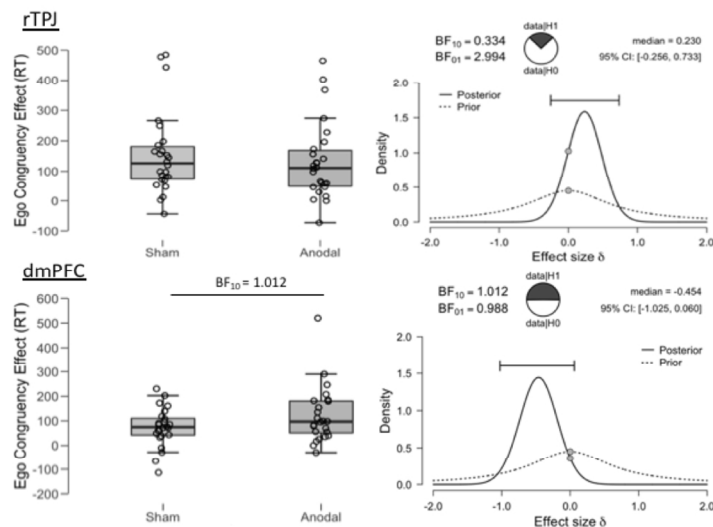 rTPJ
Ego Congruency Effect (RT)
500
400
300
200
100
0
-100
Sham
Anodal
BF10 = 0.334
BF01 = 2.994
data|H1
data|H0
median = 0.230
95% CI: [-0.256, 0.733]
Posterior
Prior
Density
2.0
1.5
1.0
0.5
0.0
-2.0
-1.0
0.0
1.0
2.0
Effect size δ
dmPFC
Ego Congruency Effect (RT)
600
500
400
300
200
100
0
-100
-200
BF10 = 1.012
Sham
Anodal
BF10 = 1.012
BF01 = 0.988
data|H1
data|H0
median = -0.454
95% CI: [-1.025, 0.060]
Posterior
Prior
Density
2.0
1.5
1.0
0.5
0.0
-2.0
-1.0
0.0
1.0
2.0
Effect size δ